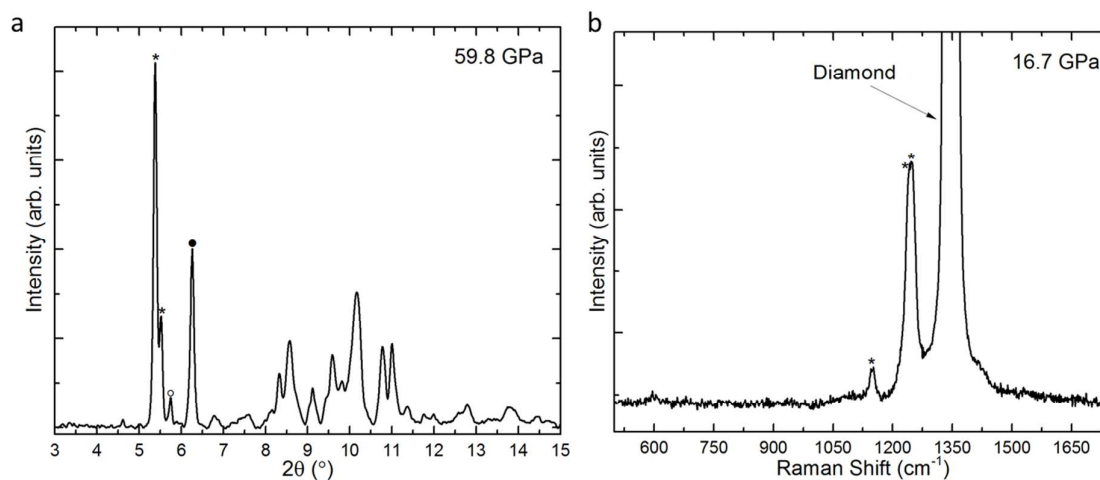 a
59.8 GPa
*
*
○
●
Intensity (arb. units)
3 4 5 6 7 8 9 10 11 12 13 14 15
2θ (°)
b
16.7 GPa
Diamond
*
*
*
Intensity (arb. units)
600 750 900 1050 1200 1350 1500 1650
Raman Shift (cm⁻¹)